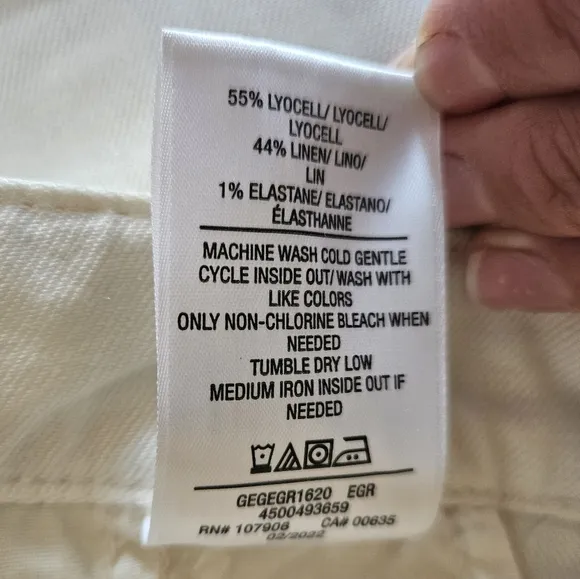 55% LYOCELL/ LYOCELL/
LYOCELL
44% LINEN/ LINO/
LIN
1% ELASTANE/ ELASTANO/
ÉLASTHANNE
MACHINE WASH COLD GENTLE
CYCLE INSIDE OUT/ WASH WITH
LIKE COLORS
ONLY NON-CHLORINE BLEACH WHEN
NEEDED
TUMBLE DRY LOW
MEDIUM IRON INSIDE OUT IF
NEEDED
GEGEGR1620 EGR
4500493659
RN# 107906 CA# 00635
02/2022